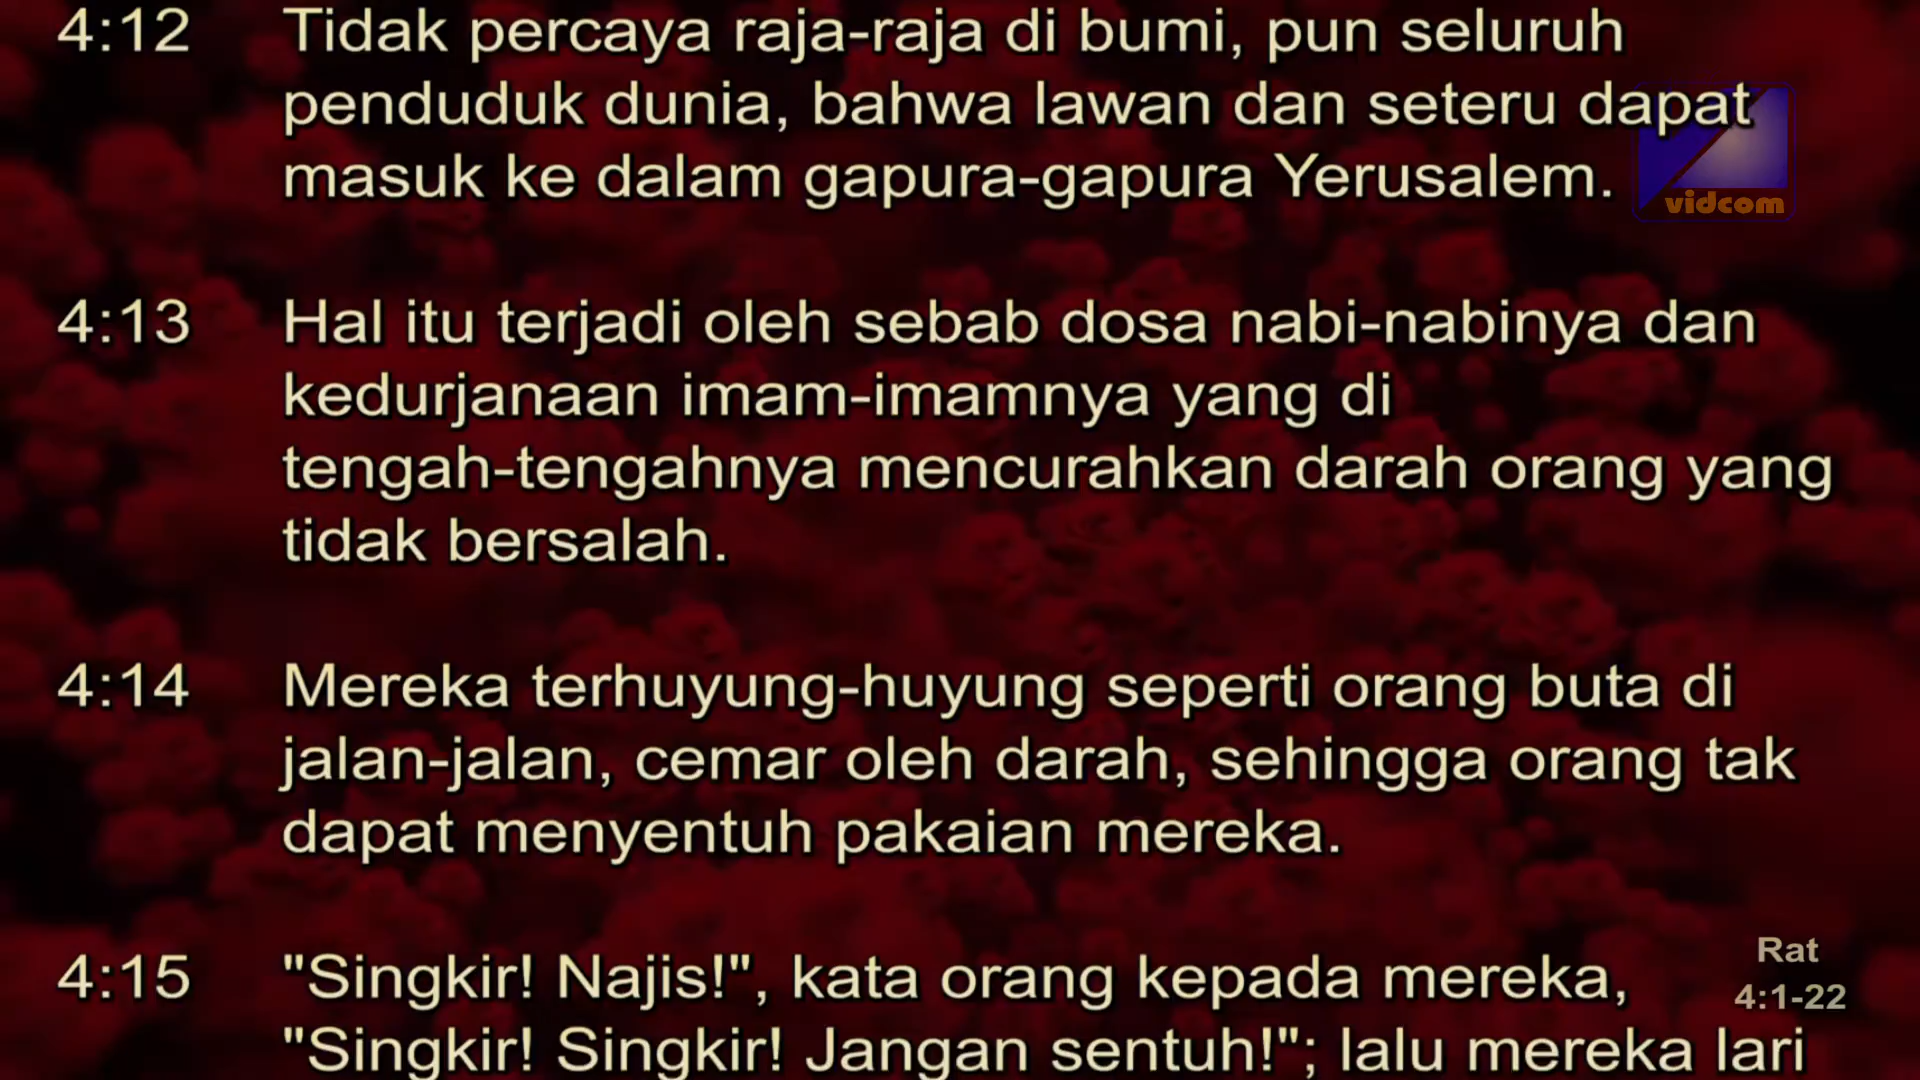 4:12 Tidak percaya raja-raja di bumi, pun seluruh
penduduk dunia, bahwa lawan dan seteru dapat
masuk ke dalam gapura-gapura Yerusalem.
vidcom
4:13 Hal itu terjadi oleh sebab dosa nabi-nabinya dan
kedurjanaan imam-imamnya yang di
tengah-tengahnya mencurahkan darah orang yang
tidak bersalah.
4:14 Mereka terhuyung-huyung seperti orang buta di
jalan-jalan, cemar oleh darah, sehingga orang tak
dapat menyentuh pakaian mereka.
4:15 "Singkir! Najis!", kata orang kepada mereka,
"Singkir! Singkir! Jangan sentuh!"; lalu mereka lari
Rat
4:1-22